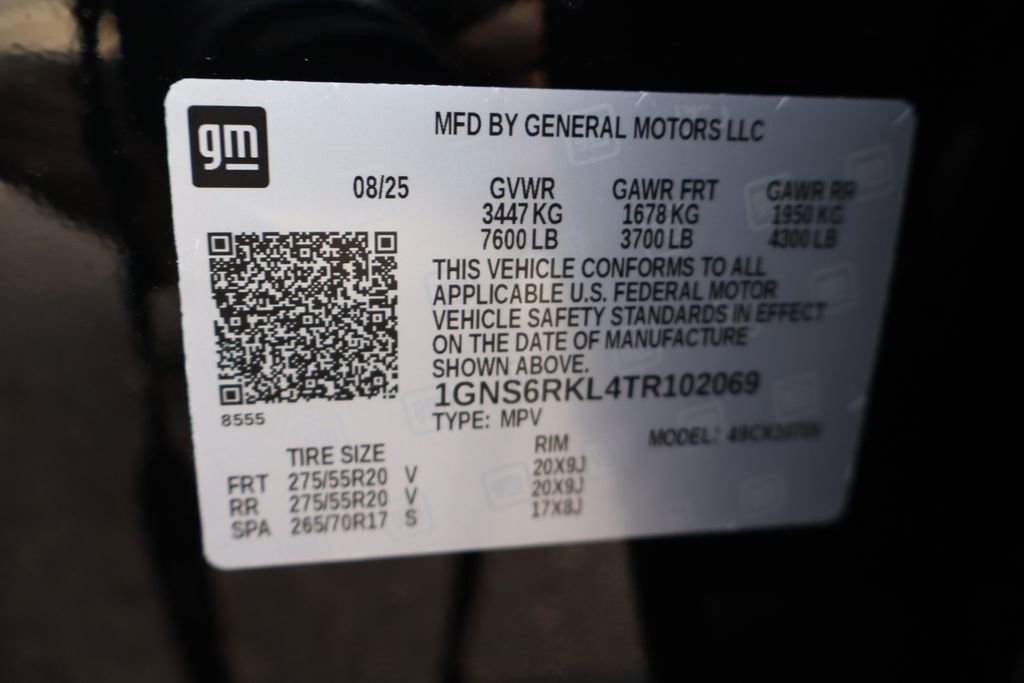 gm
MFD BY GENERAL MOTORS LLC
08/25 GVWR GAWR FRT GAWR RR
3447 KG 1678 KG 1950 KG
7600 LB 3700 LB 4300 LB
THIS VEHICLE CONFORMS TO ALL
APPLICABLE U.S. FEDERAL MOTOR
VEHICLE SAFETY STANDARDS IN EFFECT
ON THE DATE OF MANUFACTURE
SHOWN ABOVE.
1GNS6RKL4TR102069
8555
TYPE: MPV MODEL:
TIRE SIZE RIM
FRT 275/55R20 V 20X9J
RR 275/55R20 V 20X9J
SPA 265/70R17 S 17X8J